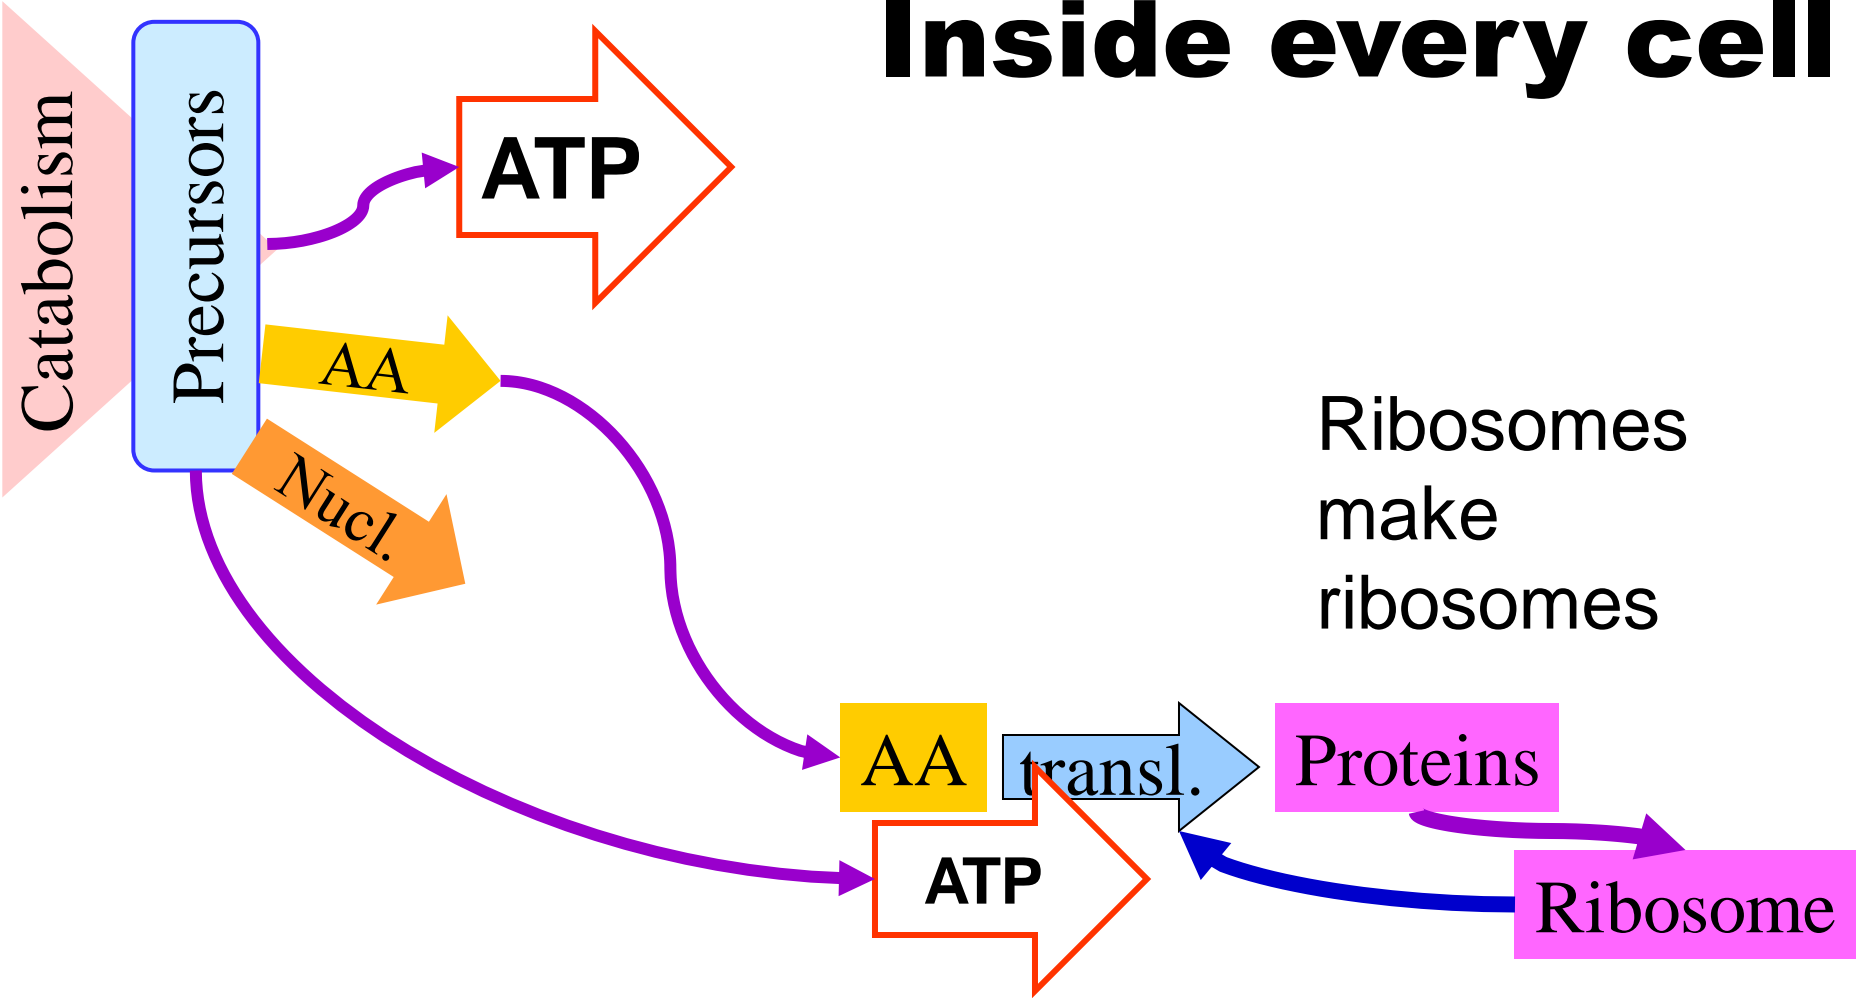 Inside every cell
Catabolism
Precursors
ATP
AA
Nucl.
Ribosomes
make
ribosomes
AA
transl.
Proteins
ATP
Ribosome